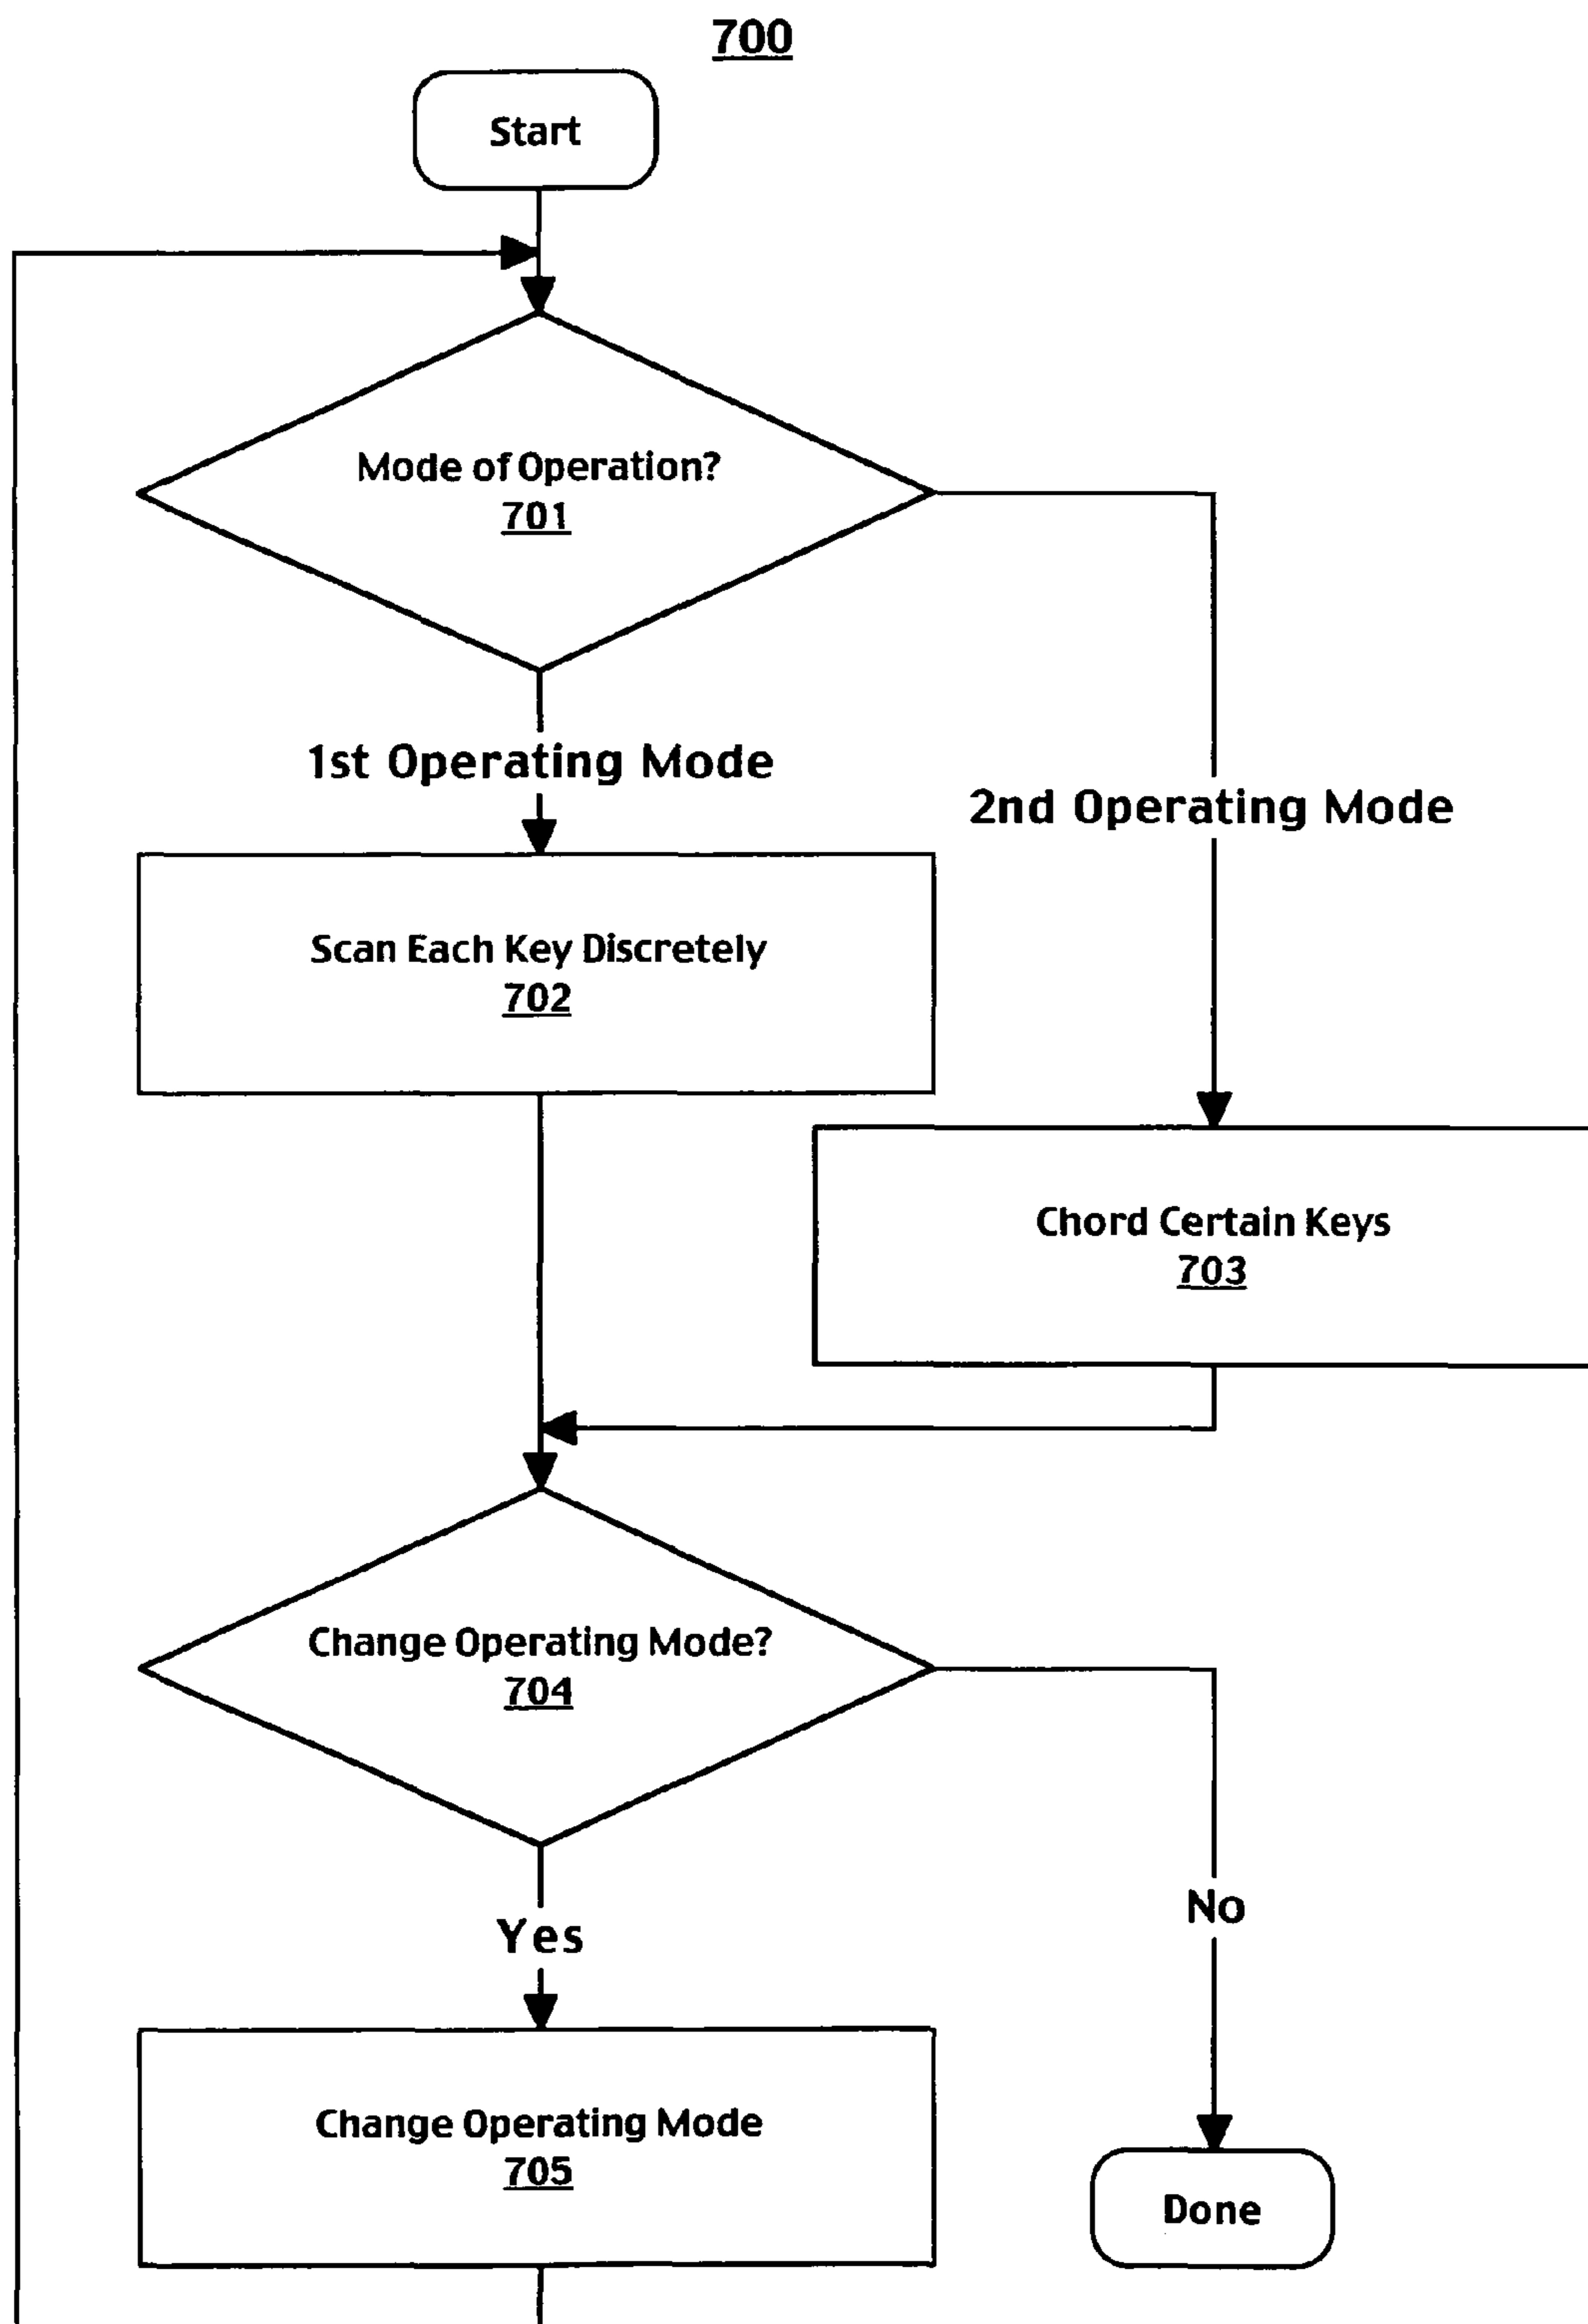 700
Start
Mode of Operation?
701
1st Operating Mode
2nd Operating Mode
Scan Each Key Discretely
702
Chord Certain Keys
703
Change Operating Mode?
704
No
Yes
Change Operating Mode
705
Done